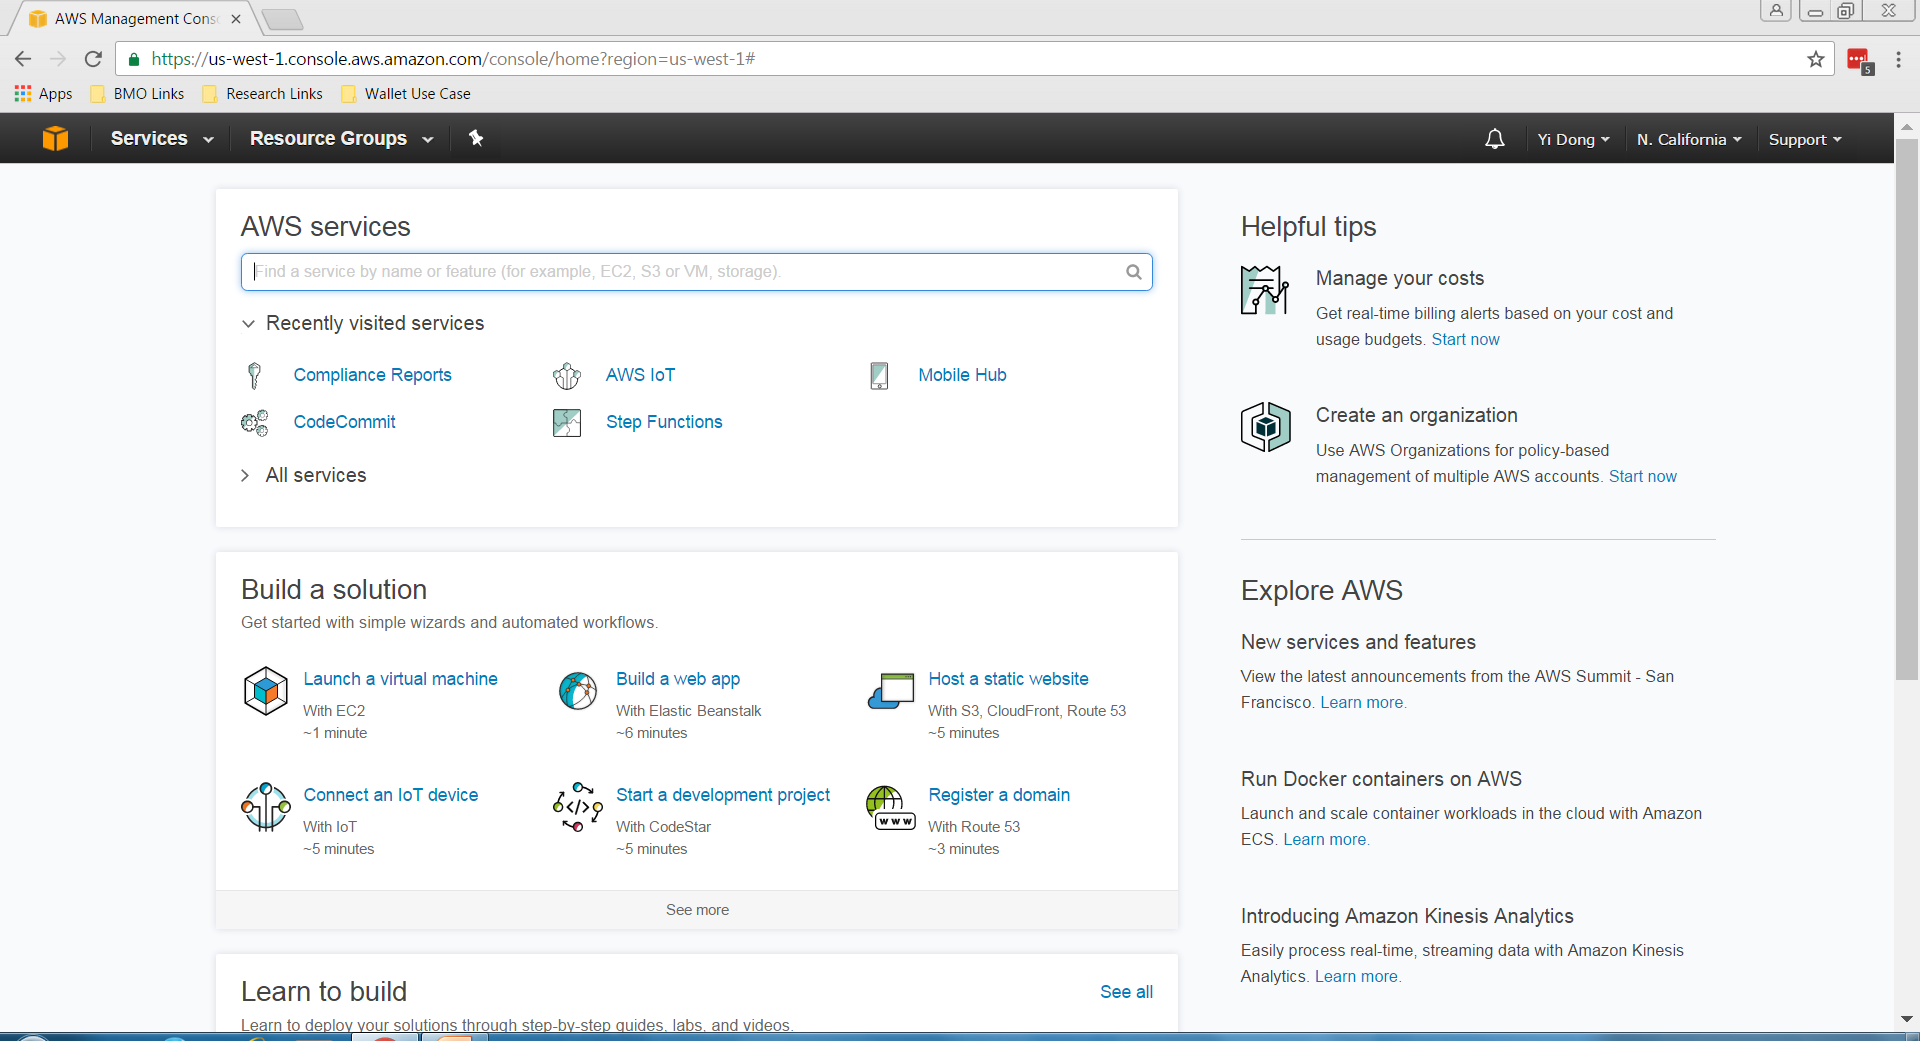 AWS Management Cons
https://us-west-1.console.aws.amazon.com/console/home?region=us-west-1#
5
Apps
BMO Links
Research Links
Wallet Use Case
Services
Resource Groups
Yi Dong
N. California
Support
AWS services
Find a service by name or feature (for example, EC2, S3 or VM, storage).
Recently visited services
Compliance Reports
AWS IoT
Mobile Hub
CodeCommit
Step Functions
All services
Build a solution
Get started with simple wizards and automated workflows.
Launch a virtual machine
With EC2
~1 minute
Build a web app
With Elastic Beanstalk
~6 minutes
Host a static website
With S3, CloudFront, Route 53
~5 minutes
Connect an IoT device
With IoT
~5 minutes
Start a development project
With CodeStar
~5 minutes
www
Register a domain
With Route 53
~3 minutes
See more
Learn to build
See all
Learn to deploy your solutions through step-by-step guides, labs, and videos.
Helpful tips
Manage your costs
Get real-time billing alerts based on your cost and
usage budgets. Start now
Create an organization
Use AWS Organizations for policy-based
management of multiple AWS accounts. Start now
Explore AWS
New services and features
View the latest announcements from the AWS Summit - San
Francisco. Learn more.
Run Docker containers on AWS
Launch and scale container workloads in the cloud with Amazon
ECS. Learn more.
Introducing Amazon Kinesis Analytics
Easily process real-time, streaming data with Amazon Kinesis
Analytics. Learn more.